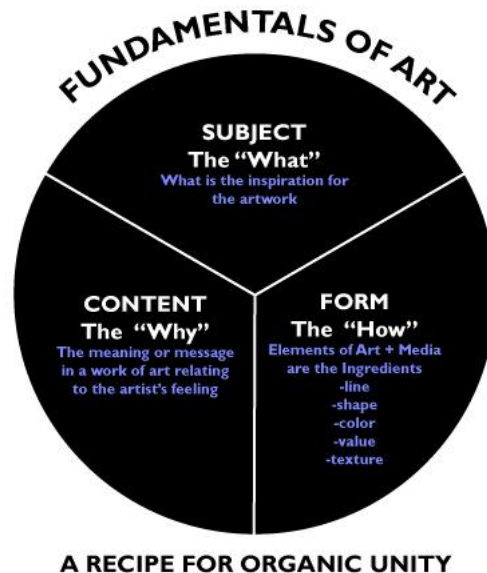 FUNDAMENTALS OF ART
SUBJECT
The “What”
What is the inspiration for
the artwork
CONTENT
The “Why”
The meaning or message
in a work of art relating
to the artist’s feeling
FORM
The “How”
Elements of Art + Media
are the Ingredients
-line
-shape
-color
-value
-texture
A RECIPE FOR ORGANIC UNITY